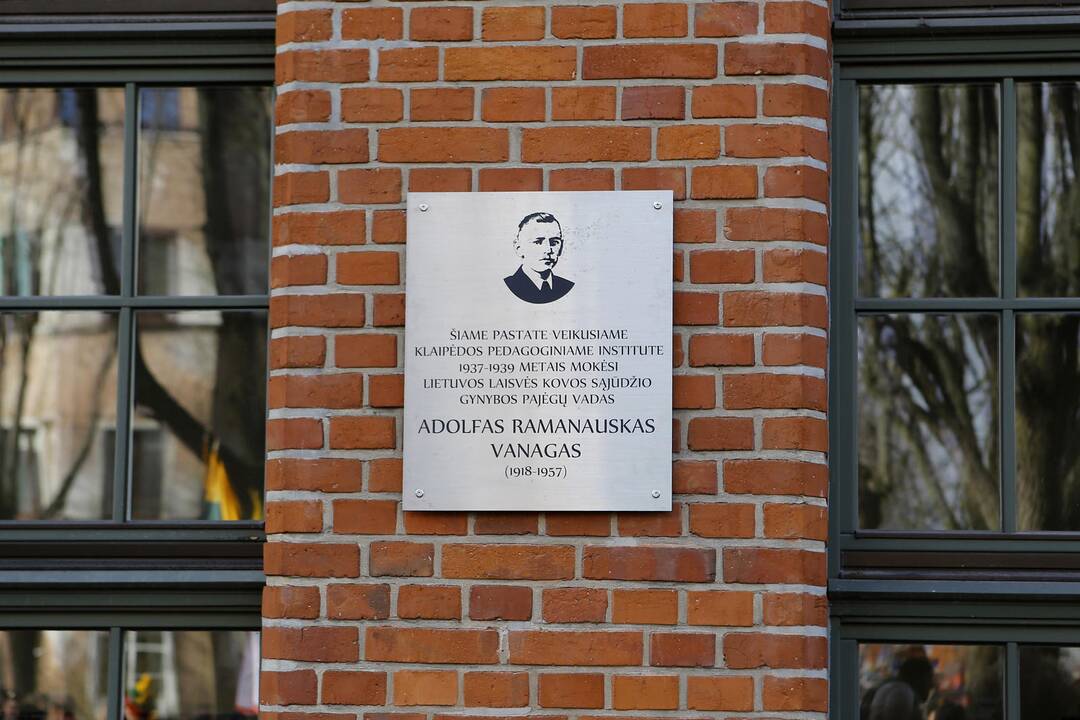 ŠIAME PASTATE VEIKUSIAME
KLAIPĖDOS PEDAGOGINIAME INSTITUTE
1937-1939 METAIS MOKĖSI
LIETUVOS LAISVĖS KOVOS SĄJŪDŽIO
GYNYBOS PAJĖGŲ VADAS
ADOLFAS RAMANAUSKAS
VANAGAS
(1918-1957)